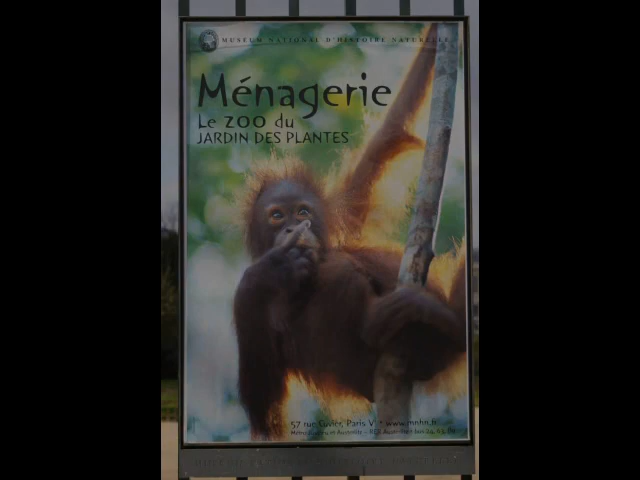 MUSEUM NATIONAL D'HISTOIRE NATURELLE
Ménagerie
Le ZOO du
JARDIN DES PLANTES
57 rue Cuvier, Paris V
www.mnhn.fr